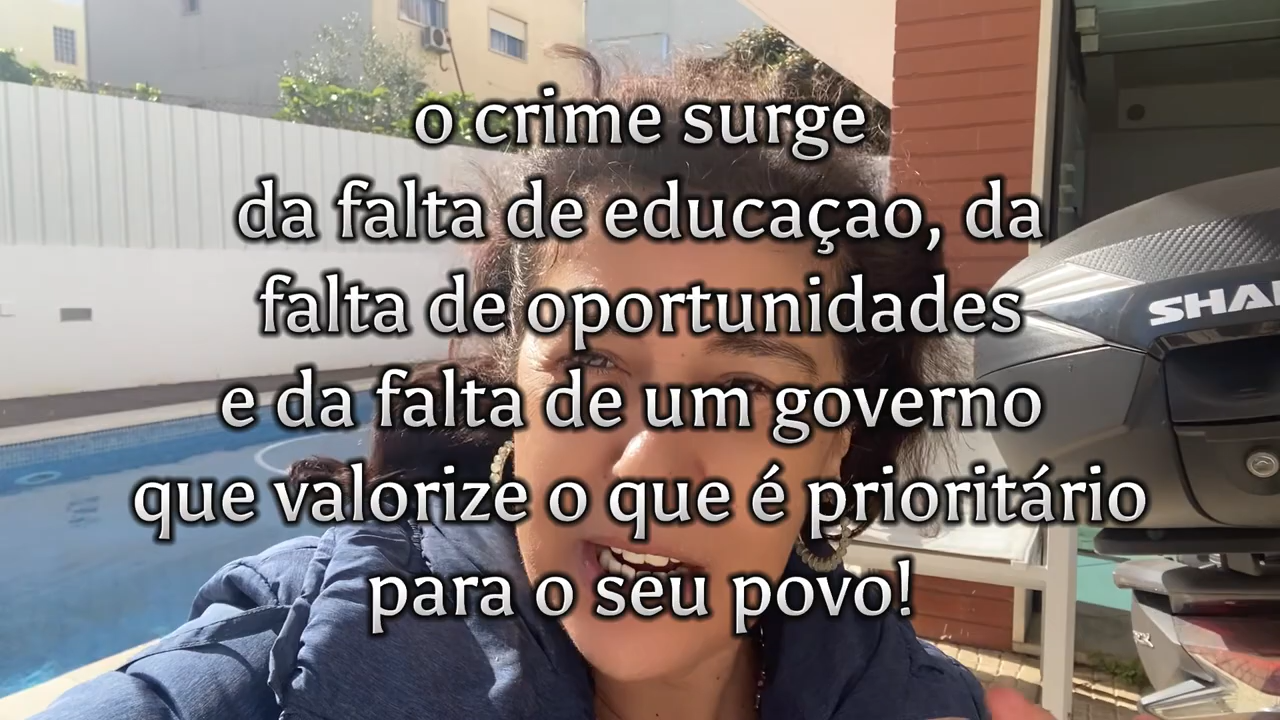 o crime surge
da falta de educaçao, da
falta de oportunidades
e da falta de um governo
que valorize o que é prioritário
para o seu povo!